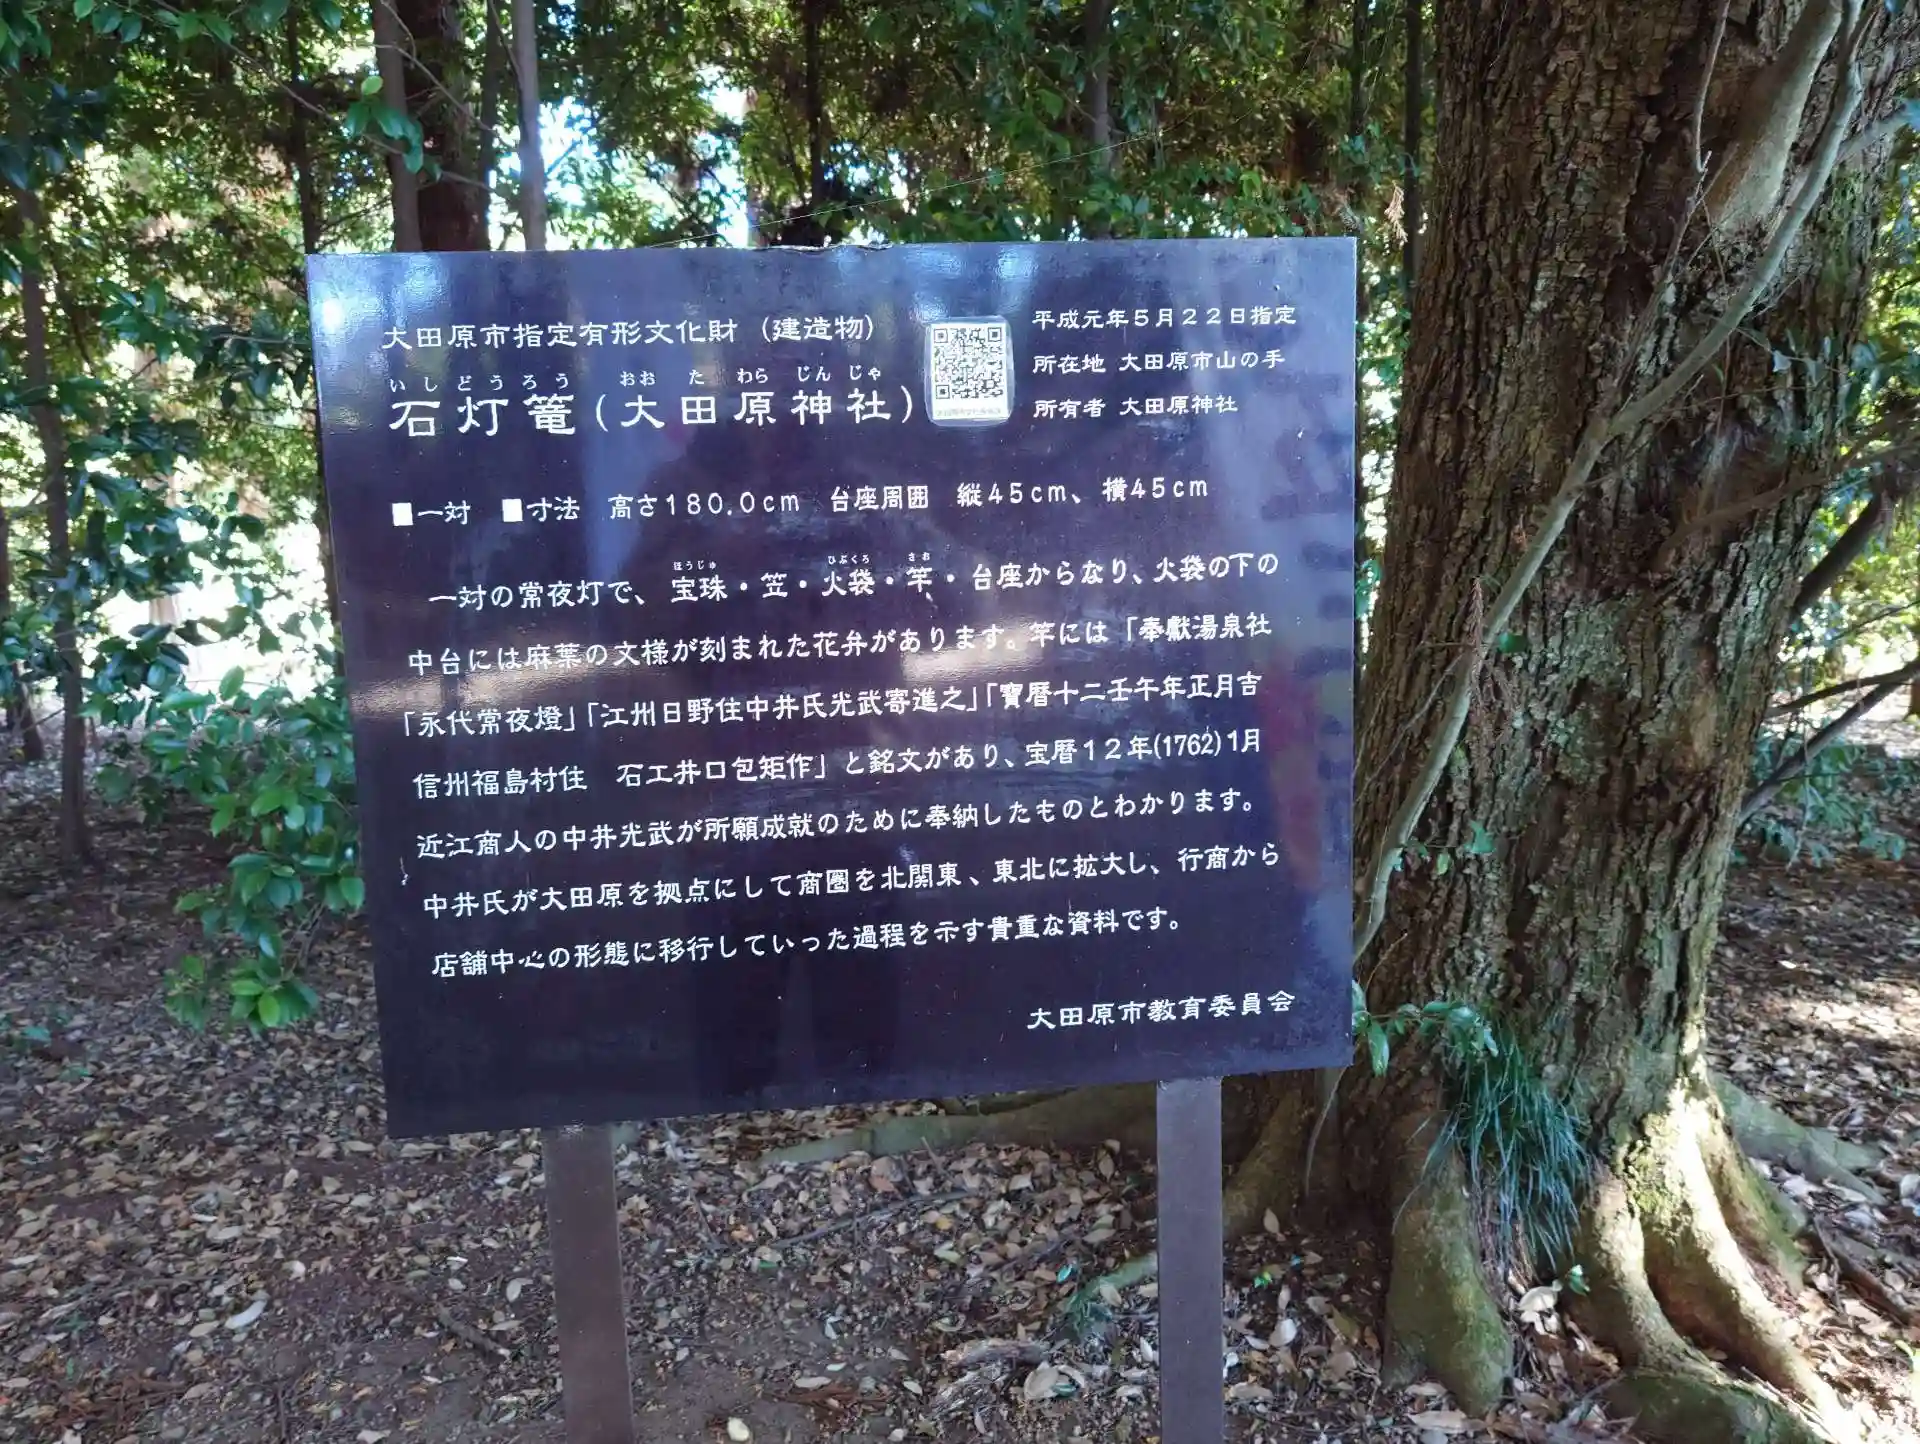 大田原市指定有形文化財（建造物）
いしどうろう　おおたわらじんじゃ
石灯篭(大田原神社)
平成元年5月22日指定
所在地 大田原市山の手
所有者 大田原神社
■一対　■寸法　高さ180.0cm　台座周囲　縦45cm、横45cm
ほうじゅ　ひぶくろ　さお
一対の常夜灯で、宝珠・笠・火袋・竿・台座からなり、火袋の下の
中台には麻葉の文様が刻まれた花弁があります。竿には「奉獻湯泉社
「永代常夜燈」「江州日野住中井氏光武寄進之」「寶暦十二壬午年正月吉
信州福島村住　石工井口包矩作」と銘文があり、宝暦12年(1762)1月
近江商人の中井光武が所願成就のために奉納したものとわかります。
中井氏が大田原を拠点にして商圏を北関東、東北に拡大し、行商から
店舗中心の形態に移行していった過程を示す貴重な資料です。
大田原市教育委員会